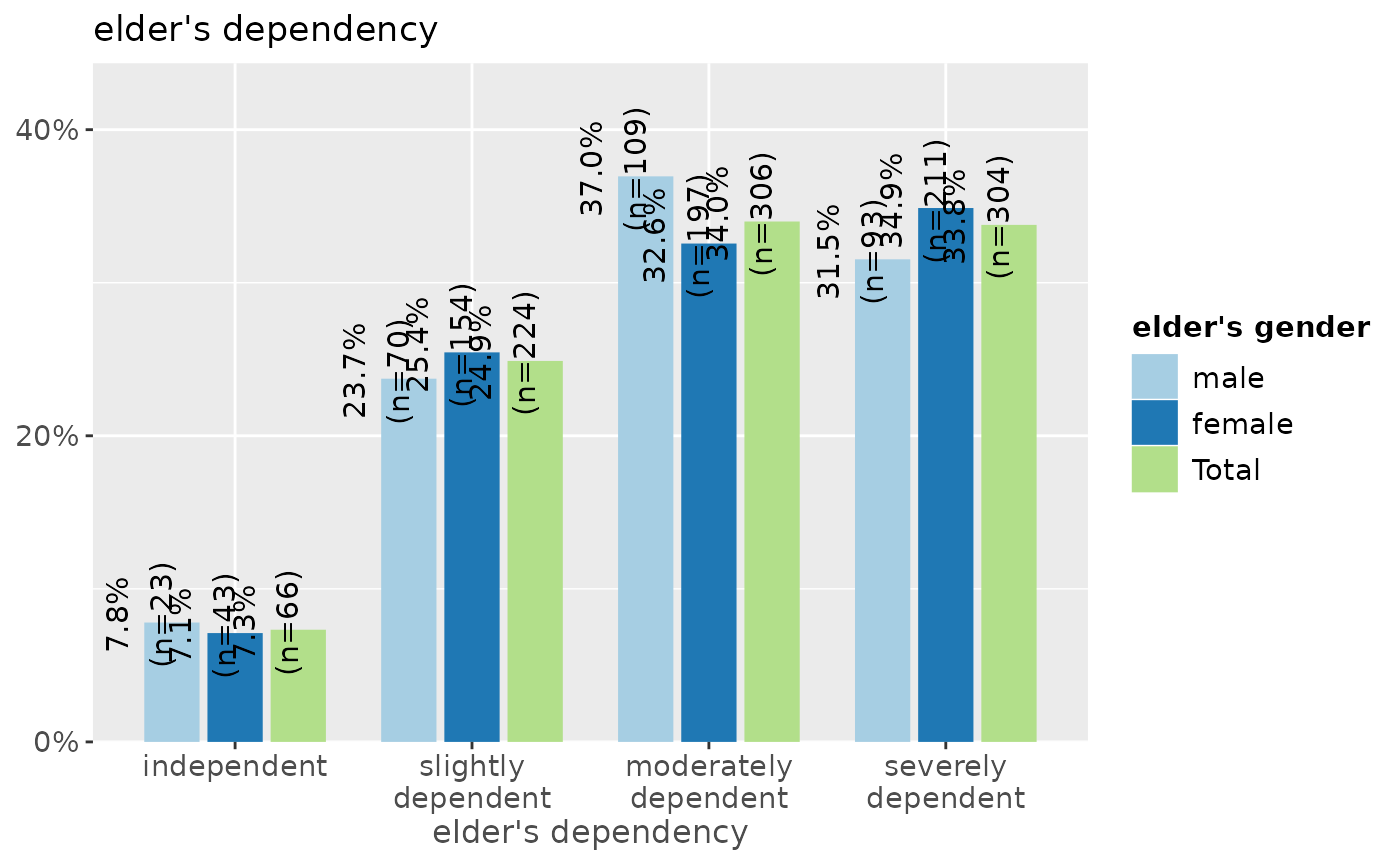 elder's dependency
40%
20%
0%
7.8%
(n=23)
7.1%
(n=43)
7.3%
(n=66)
23.7%
(n=70)
25.4%
(n=154)
24.9%
(n=224)
37.0%
(n=109)
32.6%
(n=197)
34.0%
(n=306)
31.5%
(n=93)
34.9%
(n=211)
33.8%
(n=304)
independent
slightly
dependent
moderately
dependent
severely
dependent
elder's dependency
elder's gender
male
female
Total